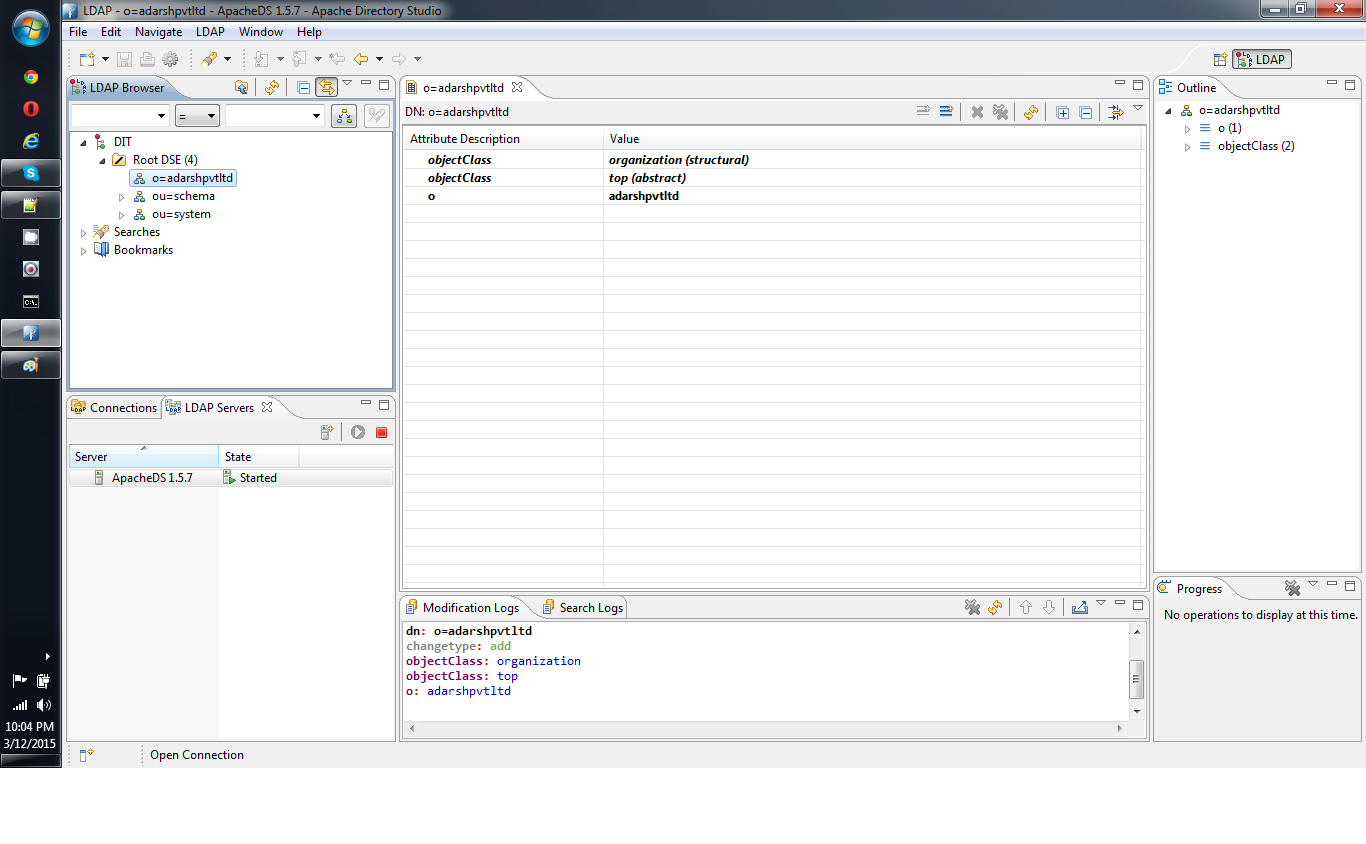 LDAP - o=adarshpvtltd - ApacheDS 1.5.7 - Apache Directory Studio
File Edit Navigate LDAP Window Help
LDAP
LDAP Browser
=
DIT
Root DSE (4)
o=adarshpvtltd
ou=schema
ou=system
Searches
Bookmarks
Connections LDAP Servers
Server State
ApacheDS 1.5.7 Started
o=adarshpvtltd
DN: o=adarshpvtltd
Attribute Description Value
objectClass organization (structural)
objectClass top (abstract)
o adarshpvtltd
Modification Logs Search Logs
dn: o=adarshpvtltd
changetype: add
objectClass: organization
objectClass: top
o: adarshpvtltd
Outline
o=adarshpvtltd
o (1)
objectClass (2)
Progress
No operations to display at this time.
10:04 PM
3/12/2015
Open Connection